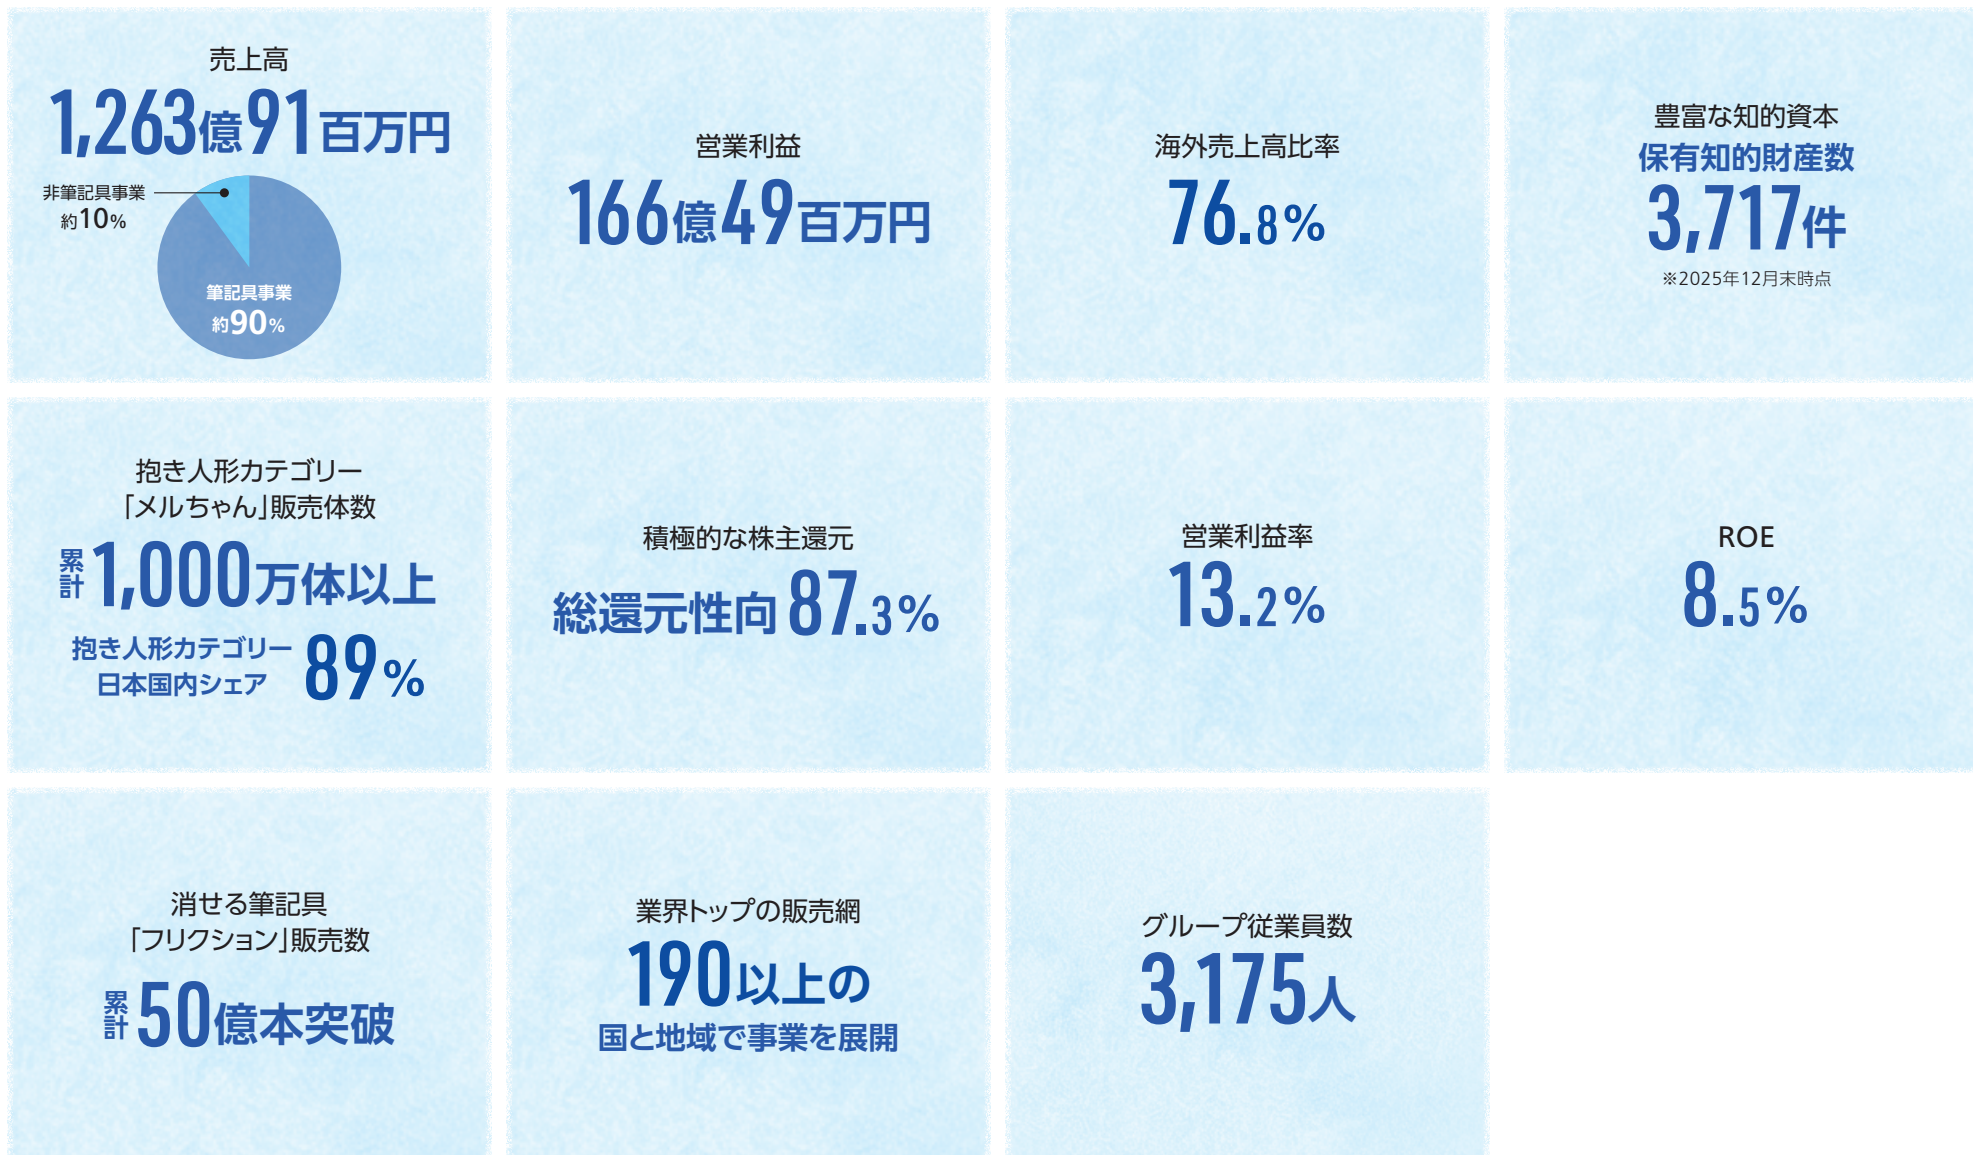 売上高
1,263億91百万円
非筆記具事業
約10%
筆記具事業
約90%
営業利益
166億49百万円
海外売上高比率
76.8%
豊富な知的資本
保有知的財産数
3,717件
※2025年12月末時点
抱き人形カテゴリー
「メルちゃん」販売体数
累計1,000万体以上
抱き人形カテゴリー
日本国内シェア
89%
積極的な株主還元
総還元性向 87.3%
営業利益率
13.2%
ROE
8.5%
消せる筆記具
「フリクション」販売数
累計50億本突破
業界トップの販売網
190以上の
国と地域で事業を展開
グループ従業員数
3,175人